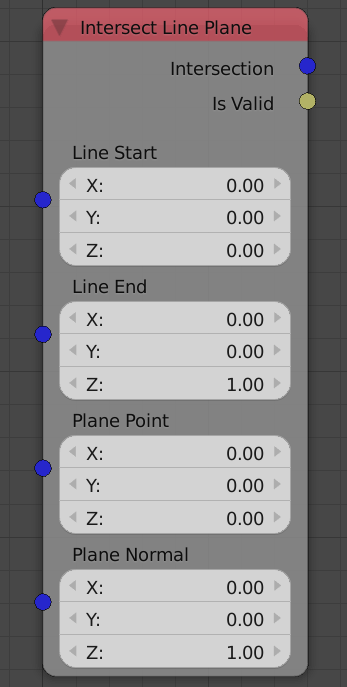 Intersect Line Plane
Intersection
Is Valid
Line Start
X: 0.00
Y: 0.00
Z: 0.00
Line End
X: 0.00
Y: 0.00
Z: 1.00
Plane Point
X: 0.00
Y: 0.00
Z: 0.00
Plane Normal
X: 0.00
Y: 0.00
Z: 1.00